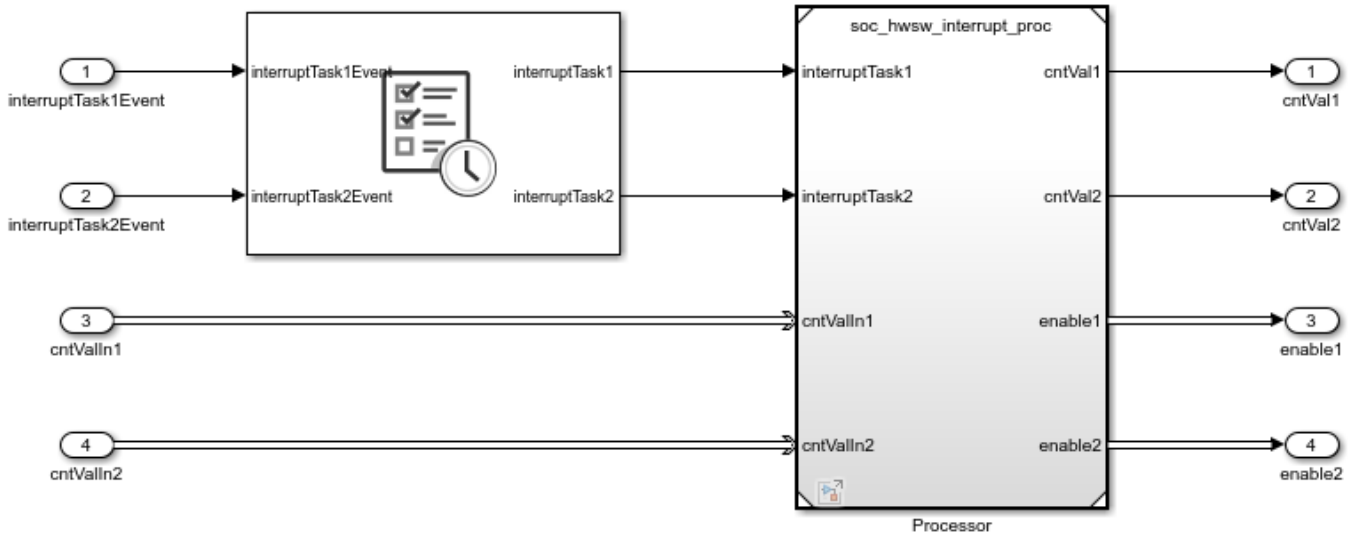 soc_hwsw_interrupt_proc
1
interruptTask1Event
interruptTask1Event
interruptTask1
interruptTask1
cntVal1
1
cntVal1
2
interruptTask2Event
interruptTask2Event
interruptTask2
interruptTask2
cntVal2
2
cntVal2
3
cntValIn1
cntValIn1
enable1
3
enable1
4
cntValIn2
cntValIn2
enable2
4
enable2
Processor